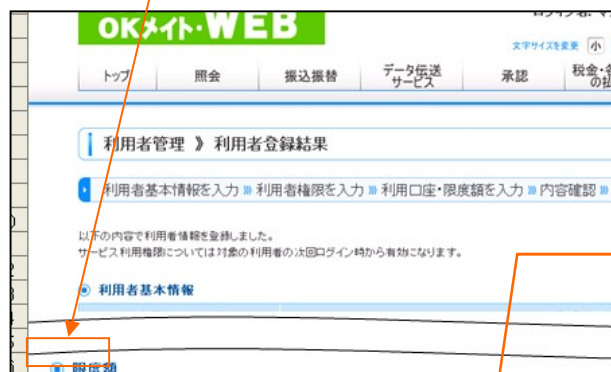 OKメイト・WEB
文字サイズを変更 小
トップ 照会 振込振替 データ伝送サービス 承認
利用者管理 》 利用者登録結果
利用者基本情報を入力 》 利用者権限を入力 》 利用口座・限度額を入力 》 内容確認 》
以下の内容で利用者情報を登録しました。
サービス利用権限については対象の利用者の次回ログイン時から有効になります。
利用者基本情報
限度額